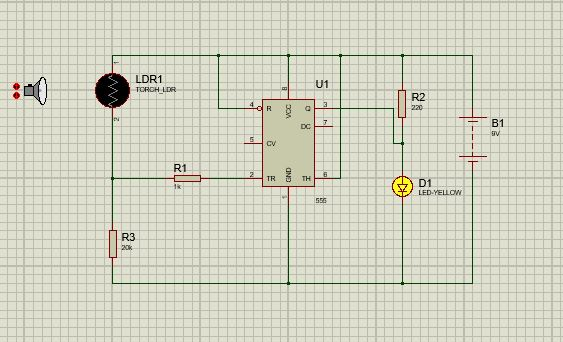 1
LDR1
TORCH_LDR
2
R1
1k
R3
20k
U1
8
4
R
VCC
Q
3
DC
7
5
CV
2
TR
GND
TH
6
1
555
R2
220
D1
LED-YELLOW
B1
9V